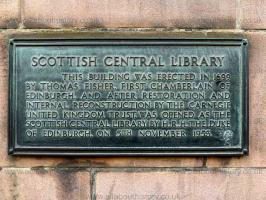 SCOTTISH CENTRAL LIBRARY
THIS BUILDING WAS ERECTED IN
BY THOMAS FISHER, FIRST CHAMBERLAIN OF
EDINBURGH, AND AFTER RESTORATION AND
INTERNAL RECONSTRUCTION BY THE CARNEGIE
UNITED KINGDOM TRUST WAS OPENED AS THE
SCOTTISH CENTRAL LIBRARY BY H.R.H. THE DUKE
OF EDINBURGH, ON 5TH NOVEMBER 1955.